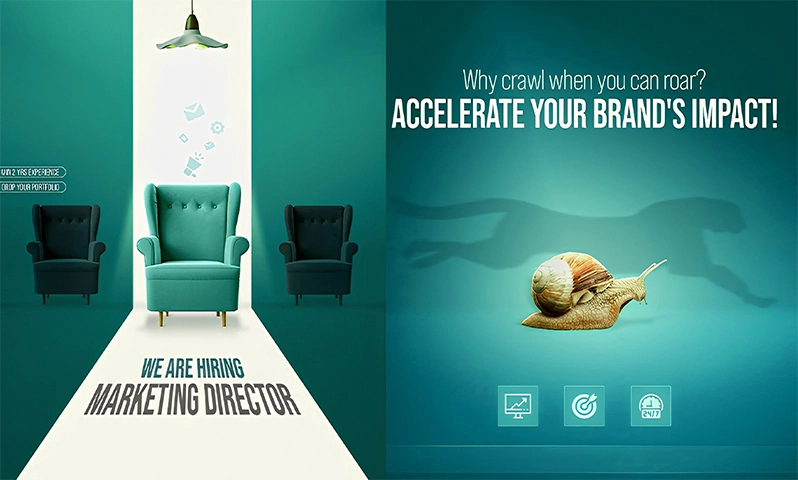 MIN 2 YRS EXPERIENCE
DROP YOUR PORTFOLIO
WE ARE HIRING
MARKETING DIRECTOR
Why crawl when you can roar?
ACCELERATE YOUR BRAND'S IMPACT!
24/7